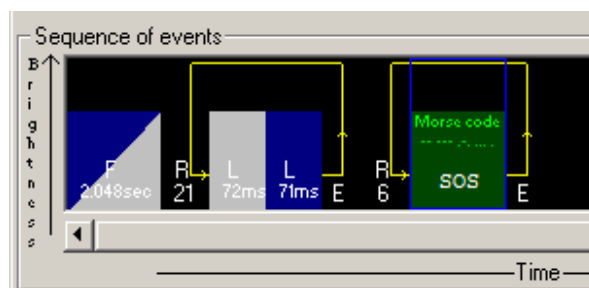 Sequence of events
Brightness
F
2.048sec
R
21
L
72ms
L
71ms
E
R
6
Morse code
-- --- .-. ... .
SOS
E
Time